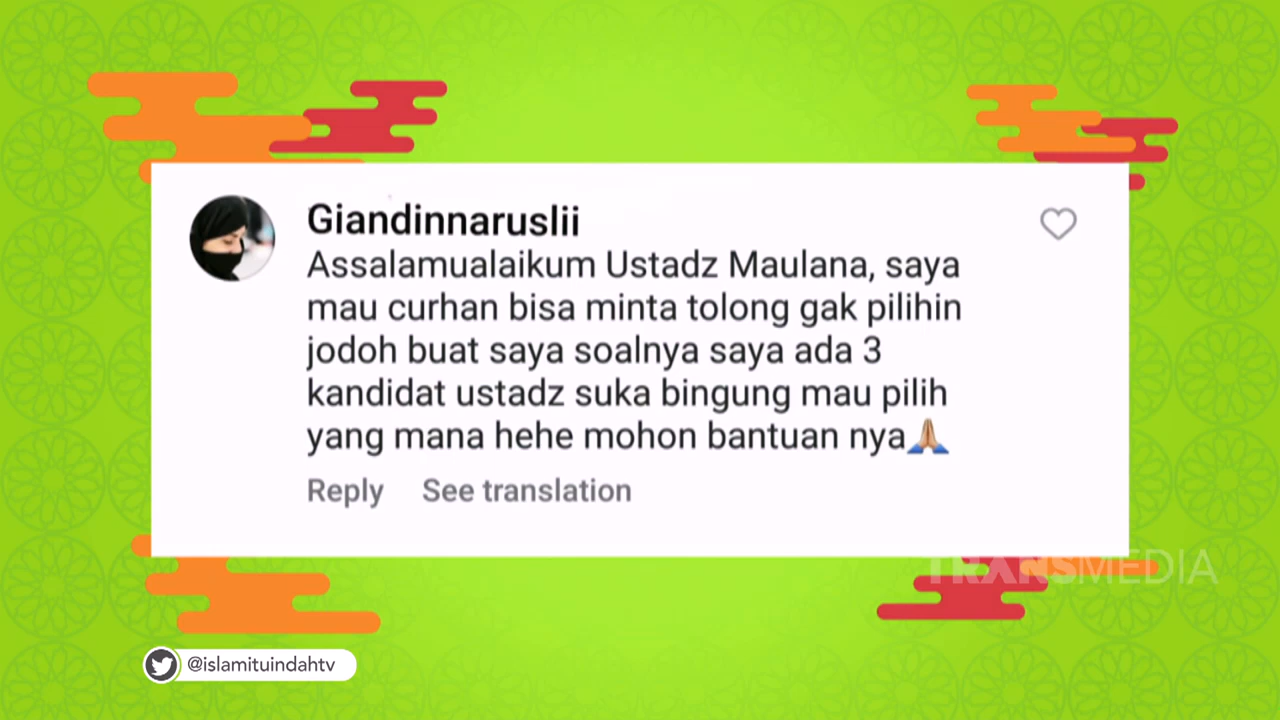 Giandinnaruslii
Assalamualaikum Ustadz Maulana, saya
mau curhan bisa minta tolong gak pilihin
jodoh buat saya soalnya saya ada 3
kandidat ustadz suka bingung mau pilih
yang mana hehe mohon bantuan nya🙏🏽
Reply See translation
TRANSMEDIA
@islamituindahtv